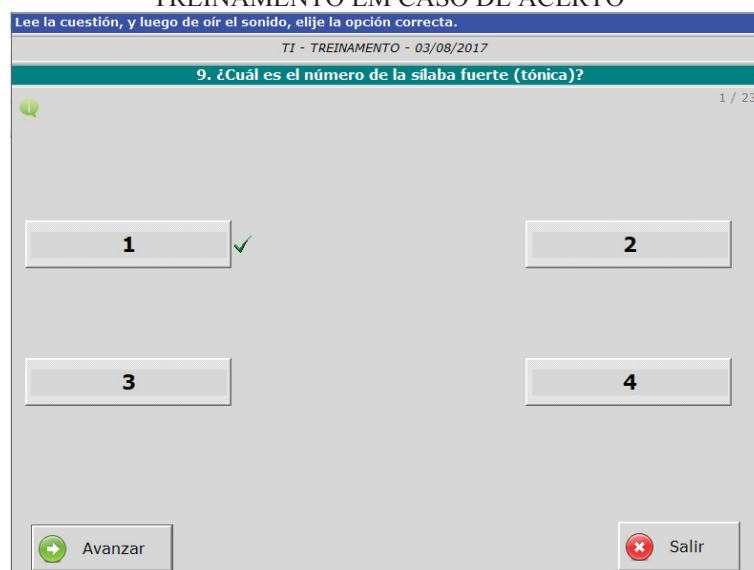 TREINAMENTO EM CASO DE ACERTO
Lee la cuestión, y luego de oír el sonido, elije la opción correcta.
TI - TREINAMENTO - 03/08/2017
9. ¿Cuál es el número de la sílaba fuerte (tónica)?
1 / 23
1
2
3
4
Avanzar
Salir